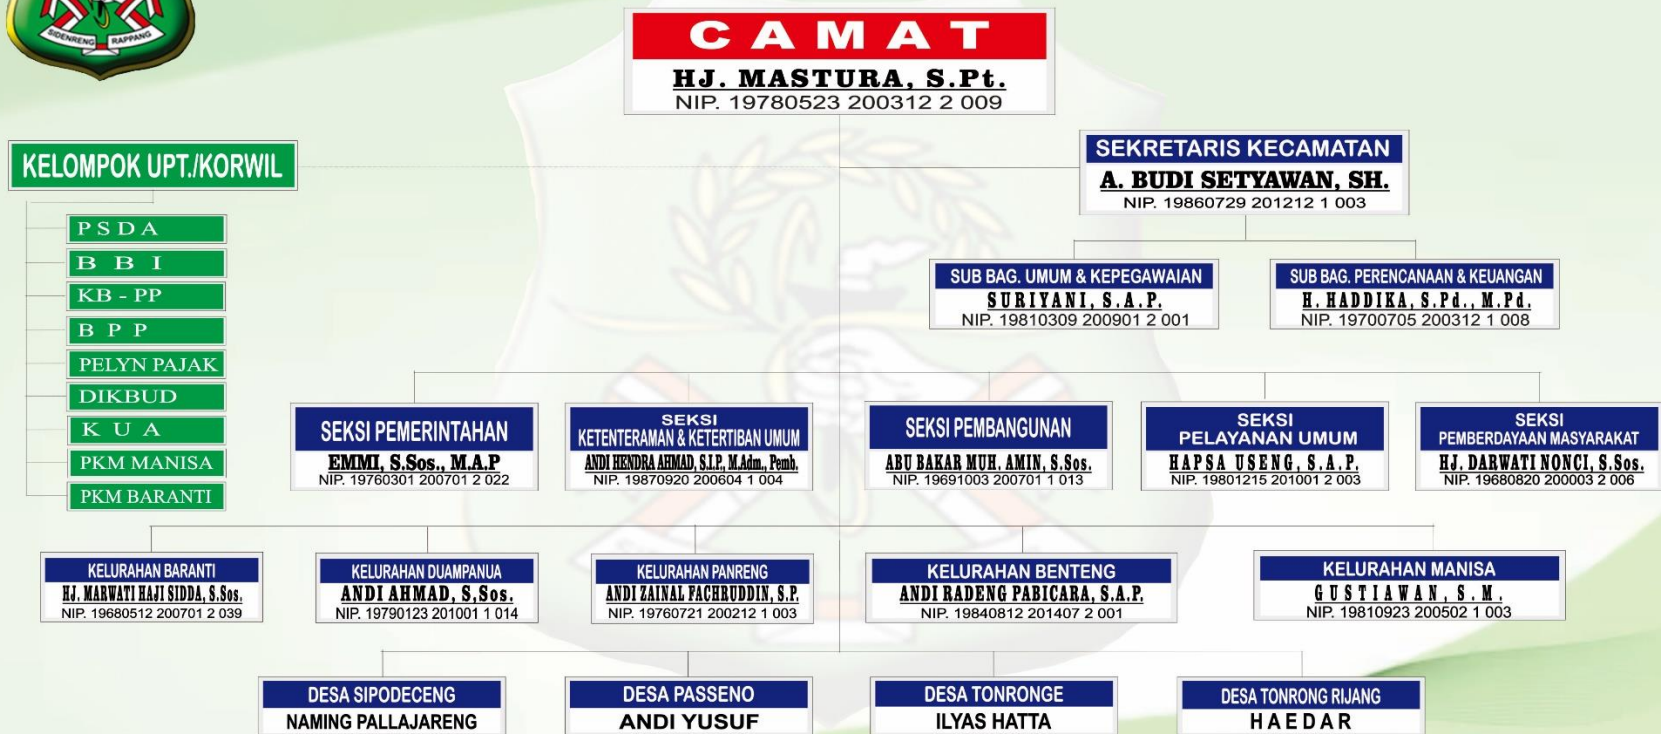 SIDENRENG RAPPANG
C A M A T
HJ. MASTURA, S.Pt.
NIP. 19780523 200312 2 009
KELOMPOK UPT./KORWIL
P S D A
B B I
KB - PP
B P P
PELYN PAJAK
DIKBUD
K U A
PKM MANISA
PKM BARANTI
SEKRETARIS KECAMATAN
A. BUDI SETYAWAN, SH.
NIP. 19860729 201212 1 003
SUB BAG. UMUM & KEPEGAWAIAN
SURIYANI, S.A.P.
NIP. 19810309 200901 2 001
SUB BAG. PERENCANAAN & KEUANGAN
H. HADDIKA, S.Pd., M.Pd.
NIP. 19700705 200312 1 008
SEKSI PEMERINTAHAN
EMMI, S.Sos., M.A.P
NIP. 19760301 200701 2 022
SEKSI
KETENTERAMAN & KETERTIBAN UMUM
ANDI HENDRA AHMAD, S.I.P., M.Adm., Pemb.
NIP. 19870920 200604 1 004
SEKSI PEMBANGUNAN
ABU BAKAR MUH. AMIN, S.Sos.
NIP. 19691003 200701 1 013
SEKSI
PELAYANAN UMUM
HAPSA USENG, S.A.P.
NIP. 19801215 201001 2 003
SEKSI
PEMBERDAYAAN MASYARAKAT
HJ. DARWATI NONCI, S.Sos.
NIP. 19680820 200003 2 006
KELURAHAN BARANTI
HJ. MARWATI HAJI SIDDA, S.Sos.
NIP. 19680512 200701 2 039
KELURAHAN DUAMPANUA
ANDI AHMAD, S,Sos.
NIP. 19790123 201001 1 014
KELURAHAN PANRENG
ANDI ZAINAL FACHRUDDIN, S.P.
NIP. 19760721 200212 1 003
KELURAHAN BENTENG
ANDI RADENG PABICARA, S.A.P.
NIP. 19840812 201407 2 001
KELURAHAN MANISA
GUSTIAWAN, S.M.
NIP. 19810923 200502 1 003
DESA SIPODECENG
NAMING PALLAJARENG
DESA PASSENO
ANDI YUSUF
DESA TONRONGE
ILYAS HATTA
DESA TONRONG RIJANG
HAEDAR